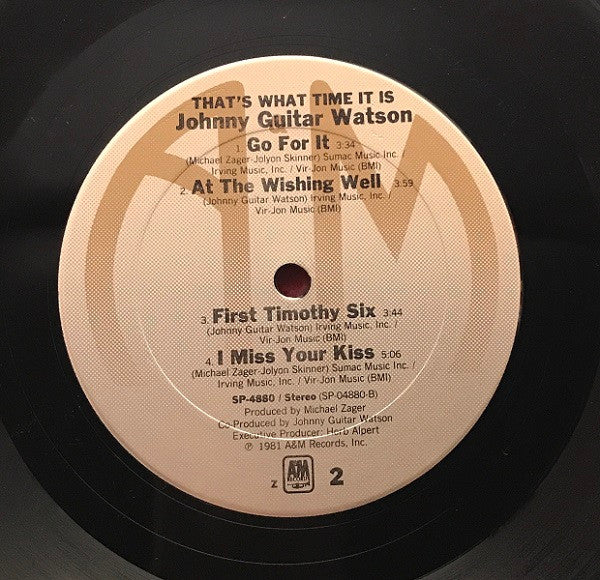 THAT'S WHAT TIME IT IS
Johnny Guitar Watson
1. Go For It 3:34
(Michael Zager-Jolyon Skinner) Sumac Music Inc. /
Irving Music, Inc. / Vir-Jon Music (BMI)
2. At The Wishing Well 3:59
(Johnny Guitar Watson) Irving Music, Inc. /
Vir-Jon Music (BMI)
3. First Timothy Six 3:44
(Johnny Guitar Watson) Irving Music, Inc. /
Vir-Jon Music (BMI)
4. I Miss Your Kiss 5:06
(Michael Zager-Jolyon Skinner) Sumac Music Inc. /
Irving Music, Inc. / Vir-Jon Music (BMI)
SP-4880 / Stereo (SP-04880-B)
Produced by Michael Zager
Co-Produced by Johnny Guitar Watson
Executive Producer: Herb Alpert
℗ 1981 A&M Records, Inc.
z A&M 2